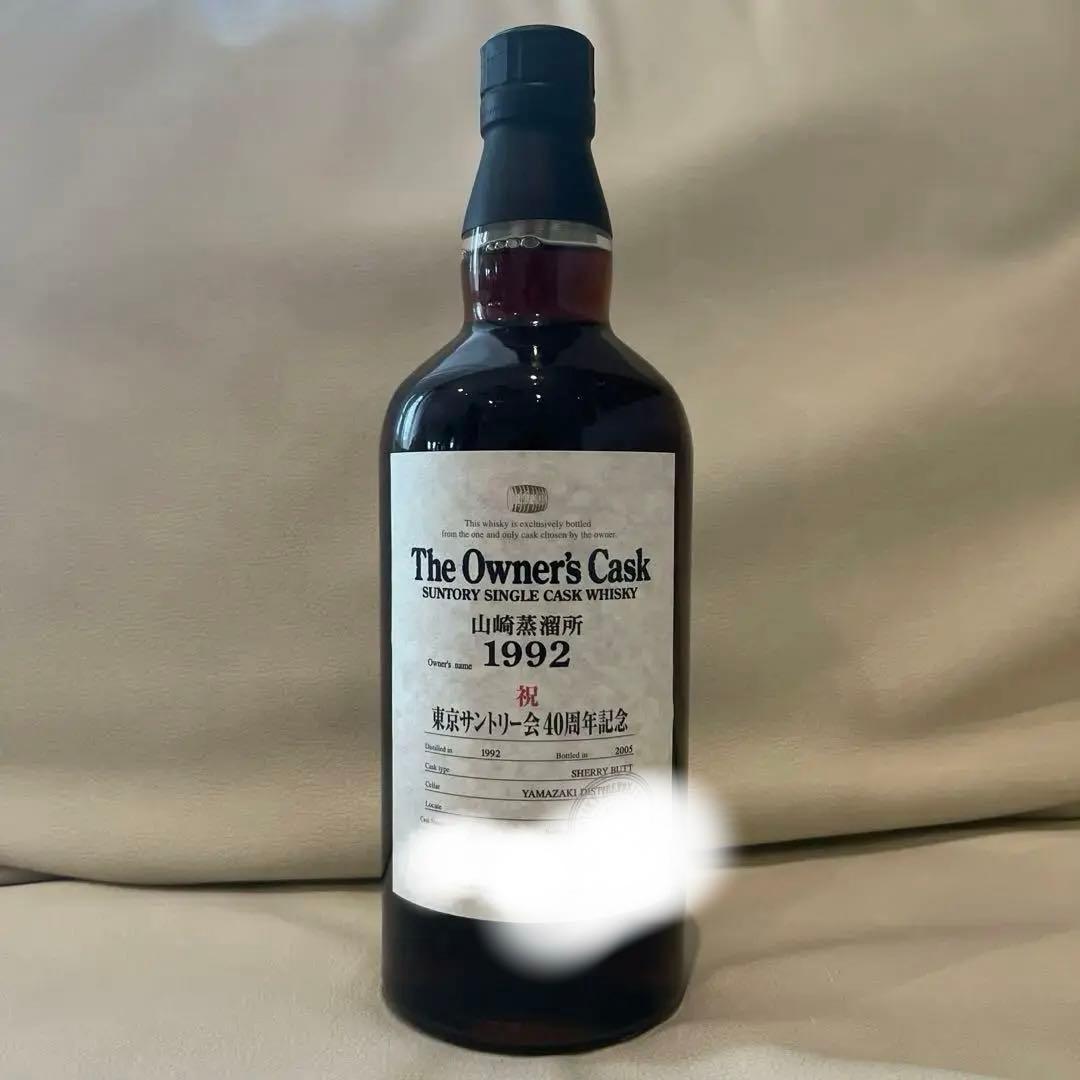 This whisky is exclusively bottled
from the one and only cask chosen by the owner.
The Owner's Cask
SUNTORY SINGLE CASK WHISKY
山崎蒸溜所
Owner's name 1992
祝
東京サントリー会 40周年記念
Distilled in 1992 Bottled in 2005
Cask type SHERRY BUTT
Cellar YAMAZAKI DISTILLERY
Locate